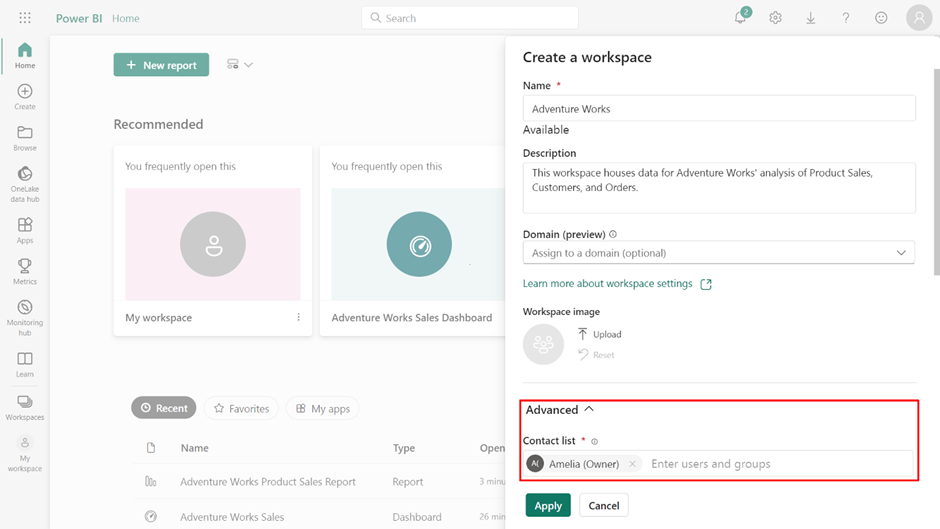 Power BI Home
Search
2
Home
Create
Browse
OneLake
data hub
Apps
Metrics
Monitoring
hub
Learn
Workspaces
My
workspace
New report
Recommended
You frequently open this
My workspace
You frequently open this
Adventure Works Sales Dashboard
Recent
Favorites
My apps
Name Type Open
Adventure Works Product Sales Report Report 3 minu
Adventure Works Sales Dashboard 26 min
Create a workspace
Name *
Adventure Works
Available
Description
This workspace houses data for Adventure Works' analysis of Product Sales,
Customers, and Orders.
Domain (preview)
Assign to a domain (optional)
Learn more about workspace settings
Workspace image
Upload
Reset
Advanced
Contact list *
A( Amelia (Owner) Enter users and groups
Apply Cancel